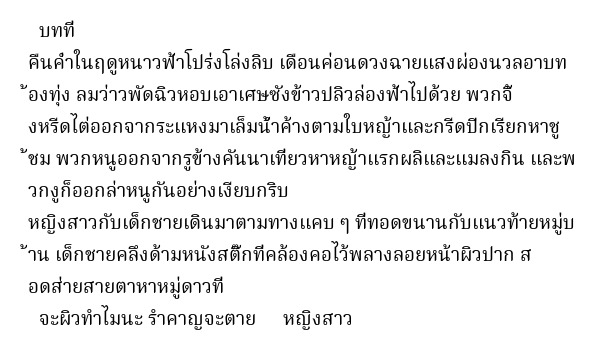 บทที่
คืนค่ำในฤดูหนาวฟ้าโปร่งโล่งลิบ เดือนค่อนดวงฉายแสงผ่องนวลอาบท
้องทุ่ง ลมว่าวพัดฉิวหอบเอาเศษซังข้าวปลิวล่องฟ้าไปด้วย พวกจิ้
งหรีดไต่ออกจากระแหงมาเล็มน้ำค้างตามใบหญ้าและกรีดปีกเรียกหาชู
้ชม พวกหนูออกจากรูข้างคันนาเที่ยวหาหญ้าแรกผลิและแมลงกิน และพ
วกงูก็ออกล่าหนูกันอย่างเงียบกริบ
หญิงสาวกับเด็กชายเดินมาตามทางแคบ ๆ ที่ทอดขนานกับแนวท้ายหมู่บ
้าน เด็กชายคลึงด้ามหนังสติ๊กที่คล้องคอไว้พลางลอยหน้าผิวปาก ส
อดส่ายสายตาหาหมู่ดาวที่
จะผิวทำไมนะ รำคาญจะตาย หญิงสาว